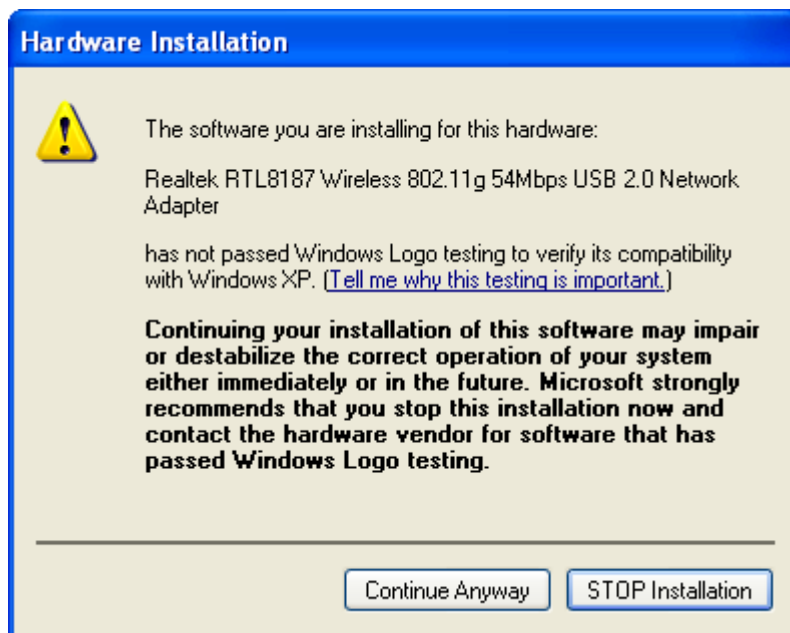 Hardware Installation
The software you are installing for this hardware:
Realtek RTL8187 Wireless 802.11g 54Mbps USB 2.0 Network
Adapter
has not passed Windows Logo testing to verify its compatibility
with Windows XP. (Tell me why this testing is important.)
Continuing your installation of this software may impair
or destabilize the correct operation of your system
either immediately or in the future. Microsoft strongly
recommends that you stop this installation now and
contact the hardware vendor for software that has
passed Windows Logo testing.
Continue Anyway STOP Installation